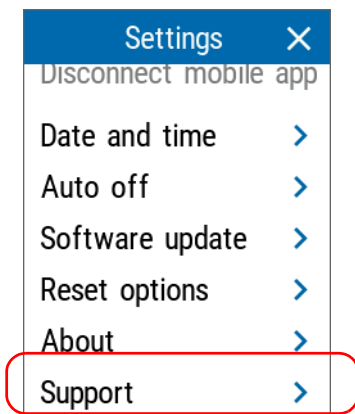 Settings
Disconnect mobile app
Date and time
Auto off
Software update
Reset options
About
Support